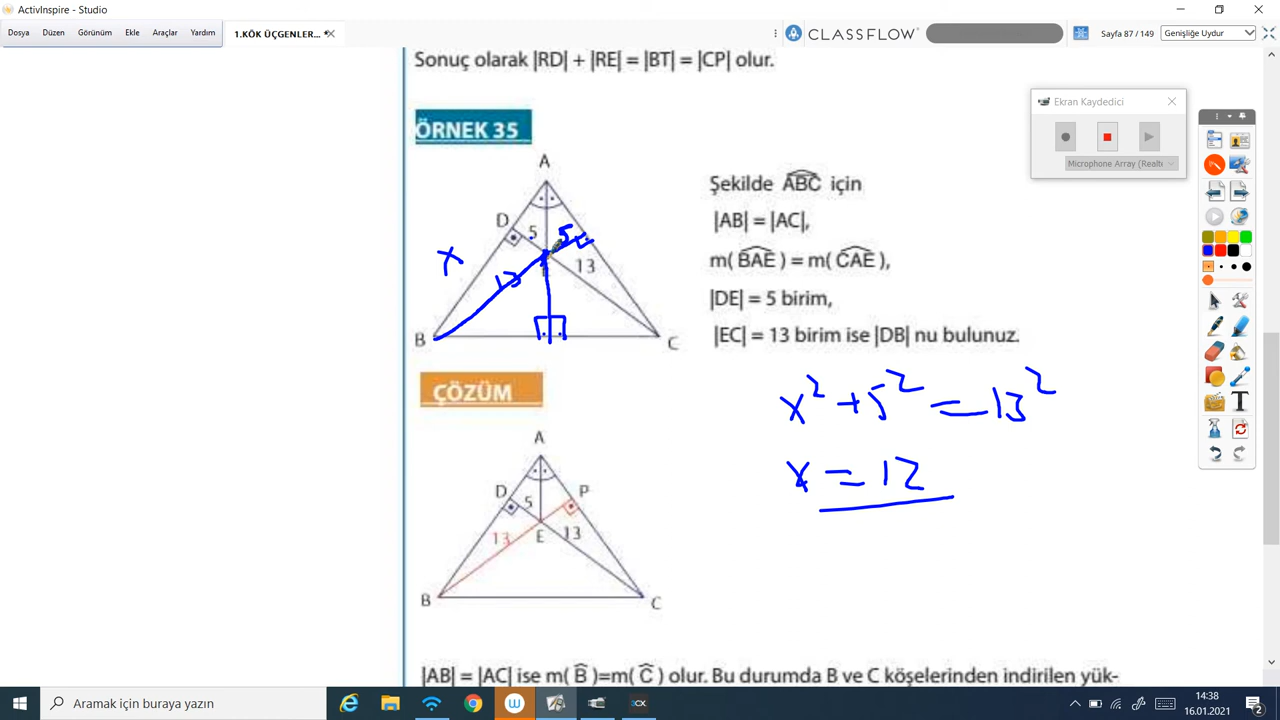 ActivInspire - Studio
Dosya Düzen Görünüm Ekle Araçlar Yardım
1.KÖK ÜÇGENLER...
CLASSFLOW
Sayfa 87 / 149
Genişliğe Uydur
Sonuç olarak |RD| + |RE| = |BT| = |CP| olur.
Ekran Kaydedici
Microphone Array (Realt
ÖRNEK 35
A
D
5
5
x
13
13
B
C
Şekilde ABC için
|AB| = |AC|,
m( BAE ) = m( CAE ),
|DE| = 5 birim,
|EC| = 13 birim ise |DB| nu bulunuz.
x² + 5² = 13²
x = 12
ÇÖZÜM
A
D
P
5
13
E
13
B
C
|AB| = |AC| ise m( B )=m( C ) olur. Bu durumda B ve C köşelerinden indirilen yük-
Aramak için buraya yazın
14:38
16.01.2021
2